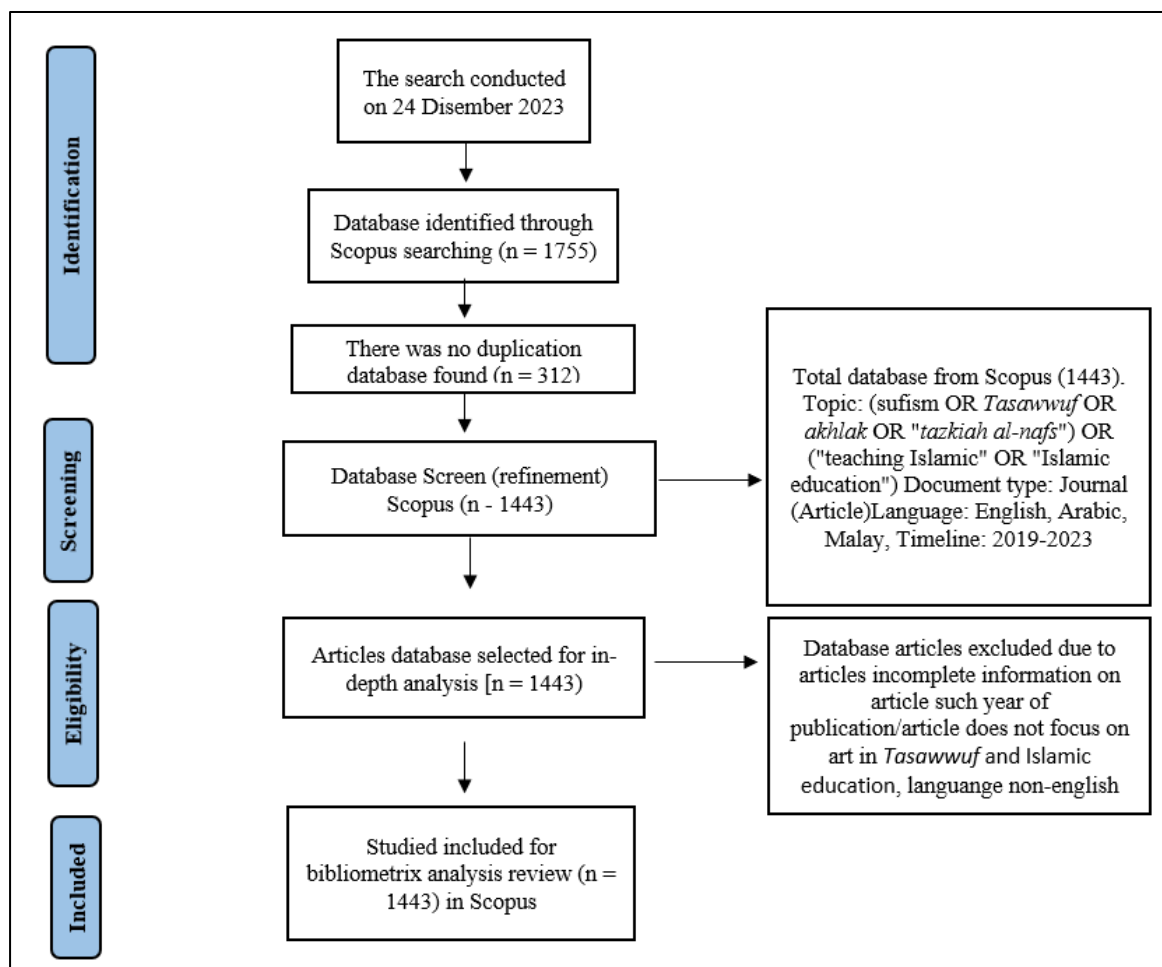 Identification
The search conducted
on 24 Disember 2023
Database identified through
Scopus searching (n = 1755)
There was no duplication
database found (n = 312)
Screening
Database Screen (refinement)
Scopus (n - 1443)
Total database from Scopus (1443).
Topic: (sufism OR Tasawwuf OR
akhlak OR "tazkiah al-nafs") OR
("teaching Islamic" OR "Islamic
education") Document type: Journal
(Article)Language: English, Arabic,
Malay, Timeline: 2019-2023
Eligibility
Articles database selected for in-
depth analysis [n = 1443)
Database articles excluded due to
articles incomplete information on
article such year of
publication/article does not focus on
art in Tasawwuf and Islamic
education, languange non-english
Included
Studied included for
bibliometrix analysis review (n =
1443) in Scopus